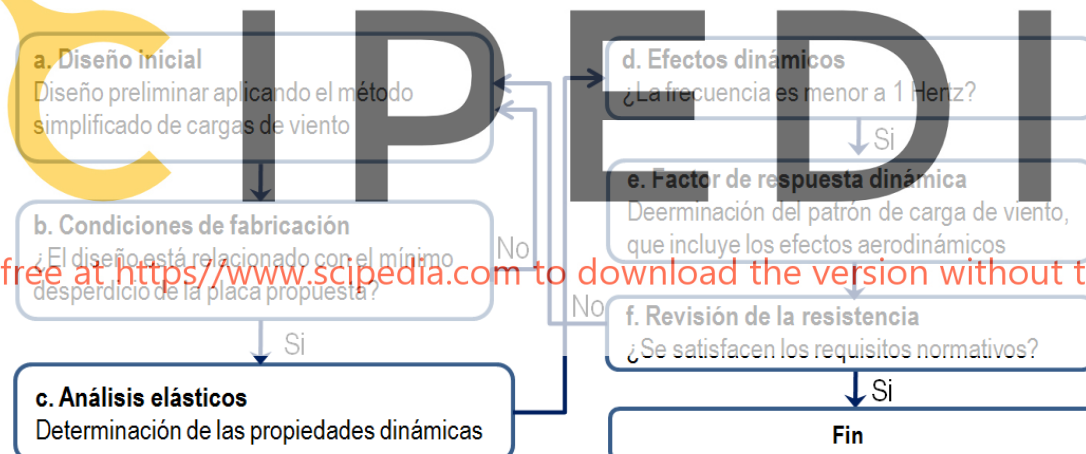 CIPEDI
a. Diseño inicial
Diseño preliminar aplicando el método
simplificado de cargas de viento
b. Condiciones de fabricación
¿El diseño está relacionado con el mínimo
desperdicio de la placa propuesta?
No
Si
c. Análisis elásticos
Determinación de las propiedades dinámicas
d. Efectos dinámicos
¿La frecuencia es menor a 1 Hertz?
Si
e. Factor de respuesta dinámica
Deerminación del patrón de carga de viento,
que incluye los efectos aerodinámicos
free at https://www.scipedia.com to download the version without t
No
f. Revisión de la resistencia
¿Se satisfacen los requisitos normativos?
Si
Fin